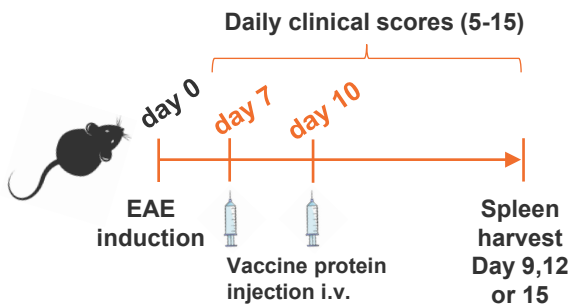 Daily clinical scores (5-15)
day 0
day 7
day 10
EAE
induction
Vaccine protein
injection i.v.
Spleen
harvest
Day 9,12
or 15